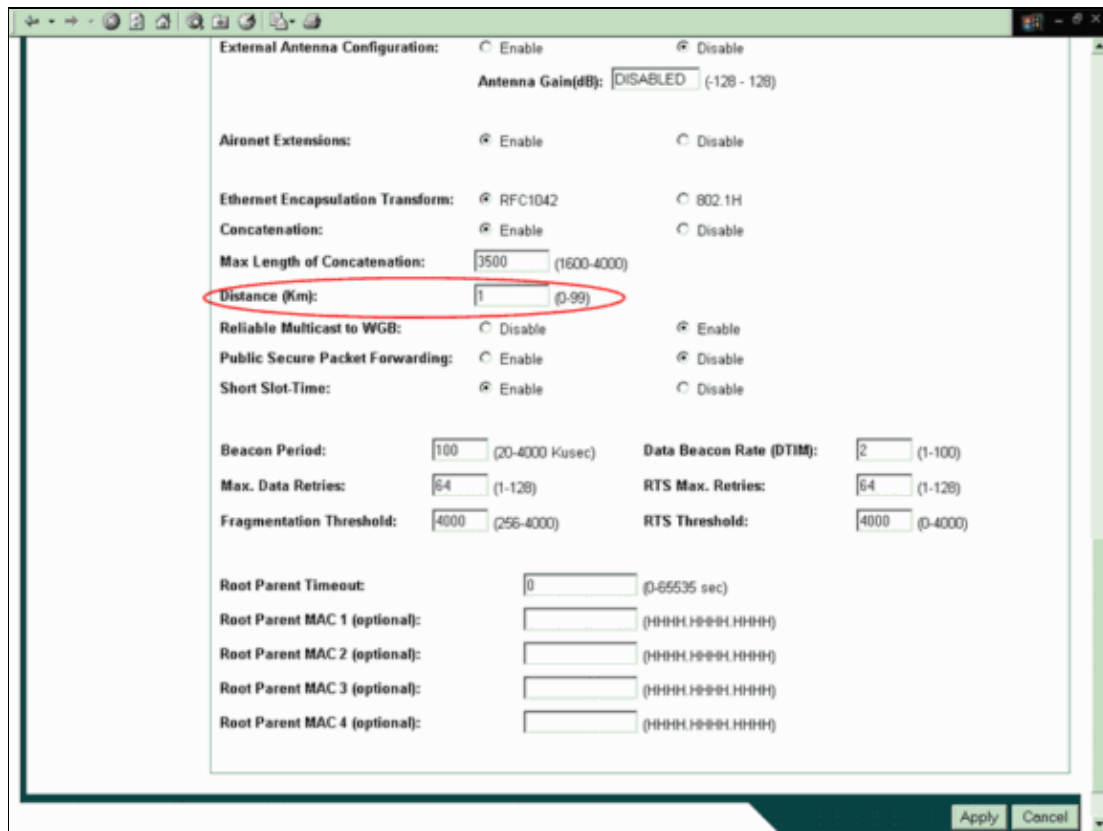 External Antenna Configuration: Enable Disable
Antenna Gain(dB): DISABLED (-128 - 128)
Aironet Extensions: Enable Disable
Ethernet Encapsulation Transform: RFC1042 802.1H
Concatenation: Enable Disable
Max Length of Concatenation: 3500 (1600-4000)
Distance (Km): 1 (0-99)
Reliable Multicast to WGB: Disable Enable
Public Secure Packet Forwarding: Enable Disable
Short Slot-Time: Enable Disable
Beacon Period: 100 (20-4000 Kusec) Data Beacon Rate (DTIM): 2 (1-100)
Max. Data Retries: 64 (1-128) RTS Max. Retries: 64 (1-128)
Fragmentation Threshold: 4000 (256-4000) RTS Threshold: 4000 (0-4000)
Root Parent Timeout: 0 (0-65535 sec)
Root Parent MAC 1 (optional): (HHHH.HHHH.HHHH)
Root Parent MAC 2 (optional): (HHHH.HHHH.HHHH)
Root Parent MAC 3 (optional): (HHHH.HHHH.HHHH)
Root Parent MAC 4 (optional): (HHHH.HHHH.HHHH)
Apply Cancel